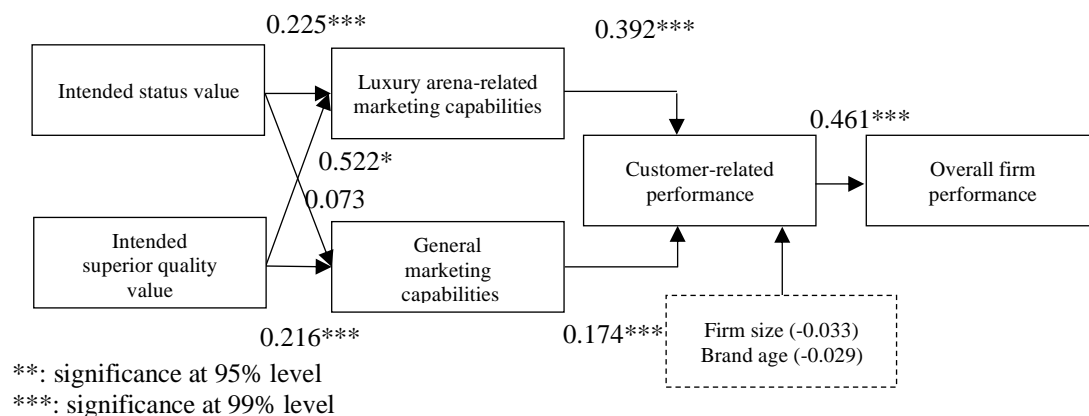 0.225***
0.392***
Intended status value
Luxury arena-related
marketing capabilities
0.461***
0.522*
0.073
Customer-related
performance
Overall firm
performance
Intended
superior quality
value
General
marketing
capabilities
0.216***
0.174***
Firm size (-0.033)
Brand age (-0.029)
**: significance at 95% level
***: significance at 99% level